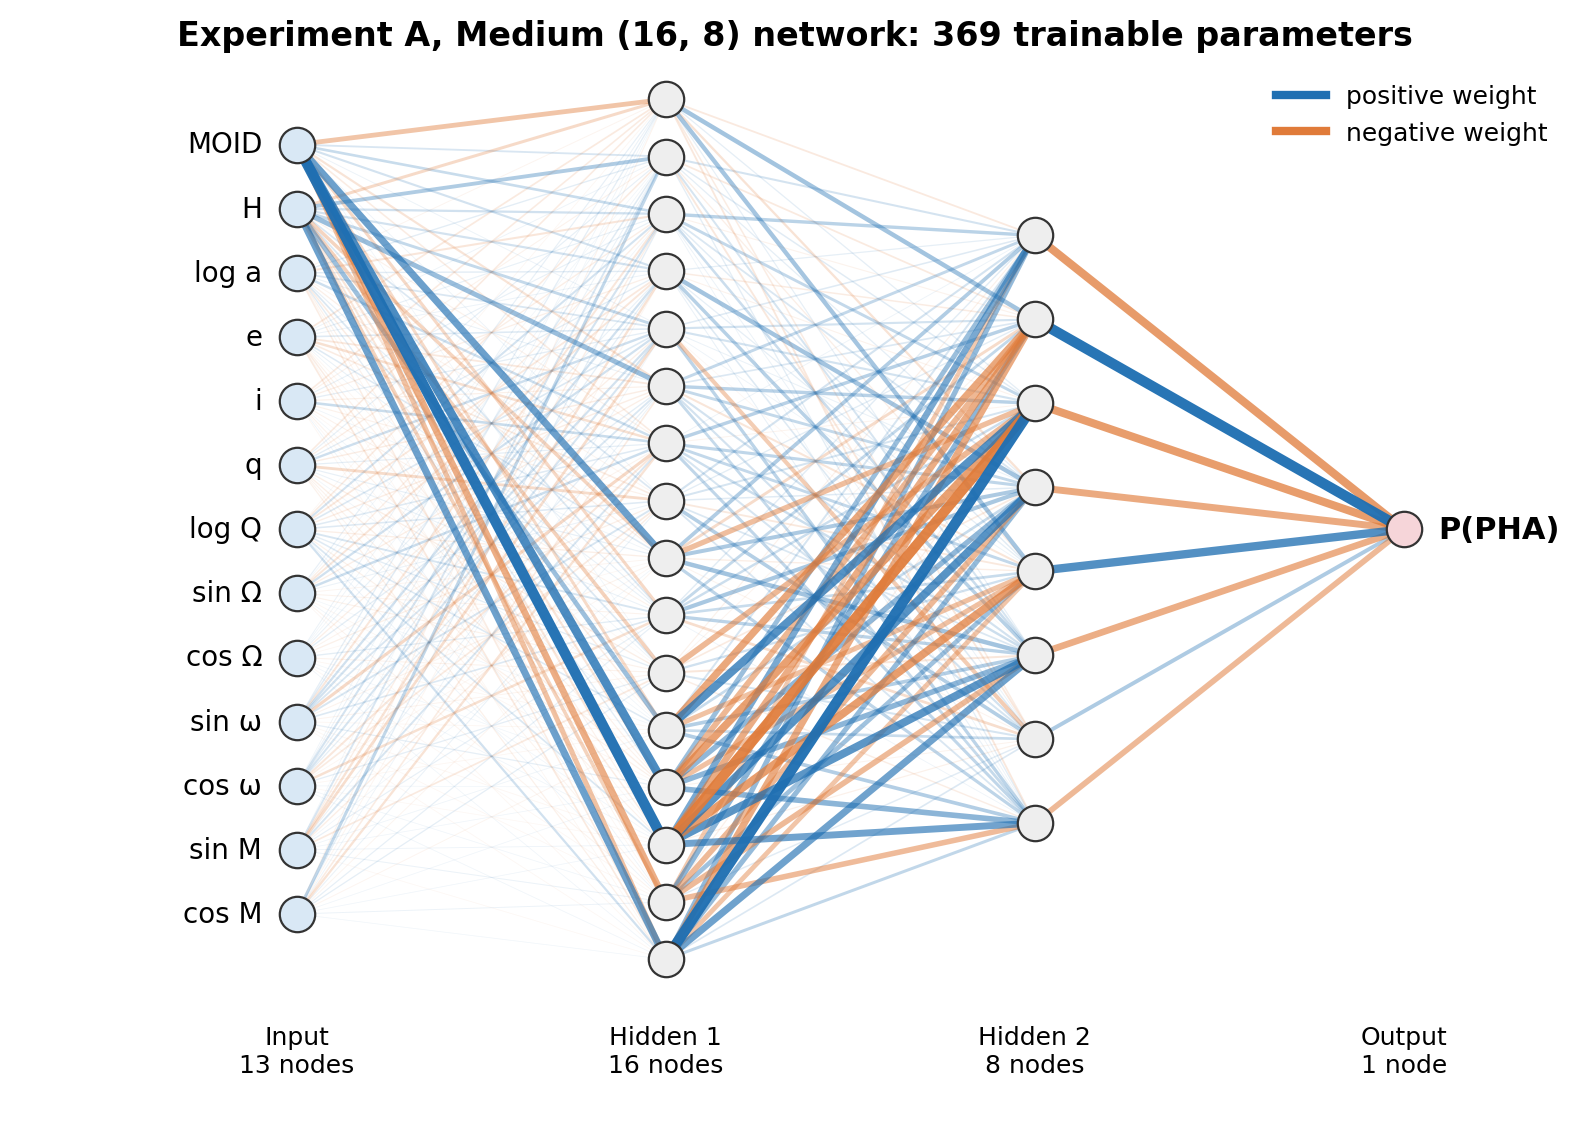 Experiment A, Medium (16, 8) network: 369 trainable parameters
positive weight
negative weight
MOID
H
log a
e
i
q
log Q
sin Ω
cos Ω
sin ω
cos ω
sin M
cos M
P(PHA)
Input
13 nodes
Hidden 1
16 nodes
Hidden 2
8 nodes
Output
1 node